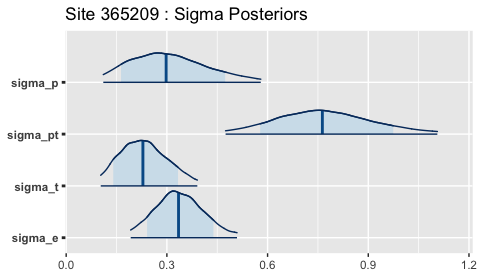 Site 365209 : Sigma Posteriors
sigma_p
sigma_pt
sigma_t
sigma_e
0.0 0.3 0.6 0.9 1.2